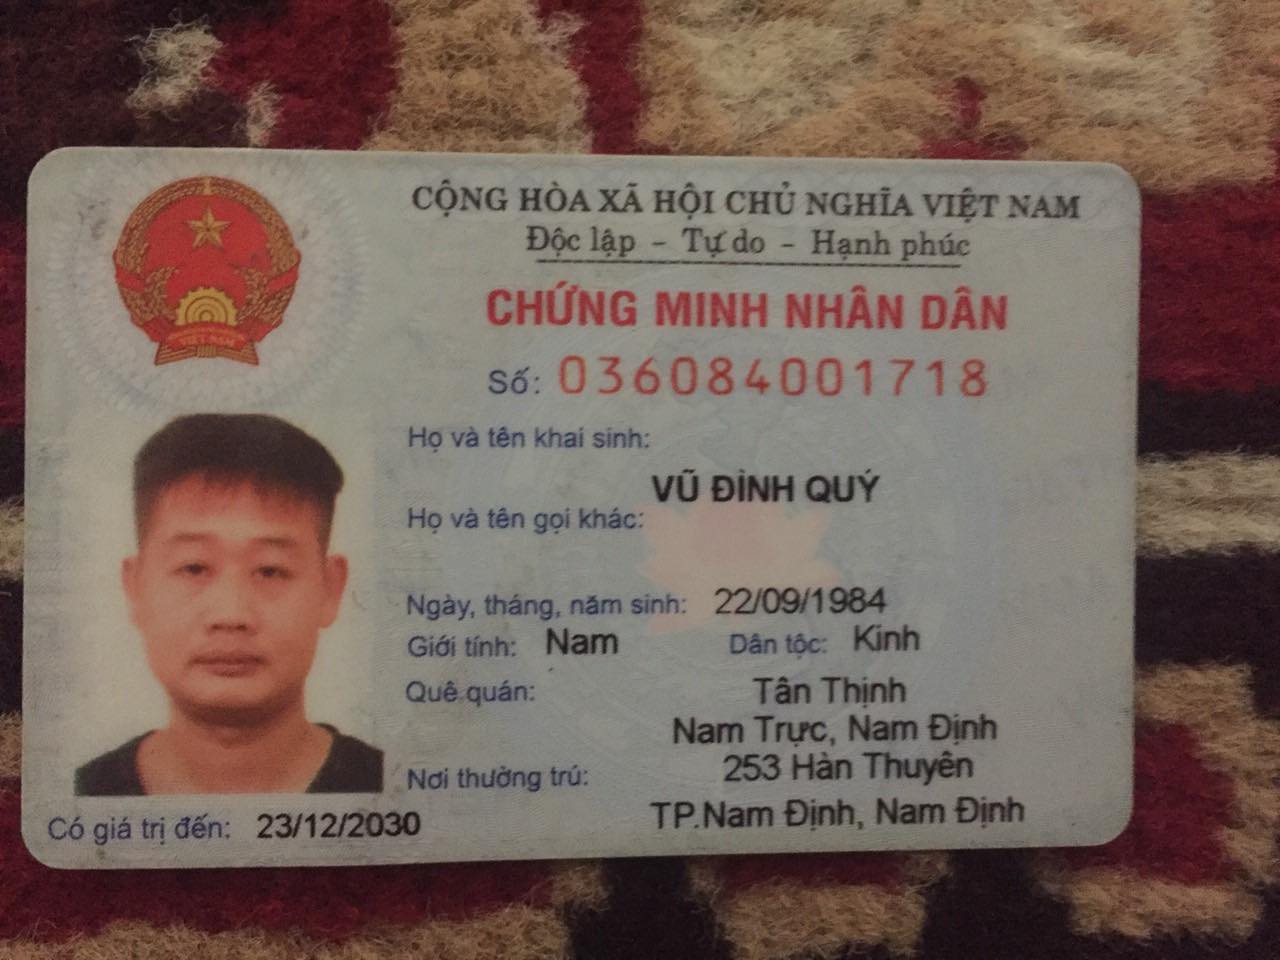 CỘNG HÒA XÃ HỘI CHỦ NGHĨA VIỆT NAM
Độc lập - Tự do - Hạnh phúc
CHỨNG MINH NHÂN DÂN
Số: 036084001718
Họ và tên khai sinh:
VŨ ĐÌNH QUÝ
Họ và tên gọi khác:
Ngày, tháng, năm sinh: 22/09/1984
Giới tính: Nam Dân tộc: Kinh
Quê quán: Tân Thịnh
Nam Trực, Nam Định
Nơi thường trú: 253 Hàn Thuyên
TP.Nam Định, Nam Định
Có giá trị đến: 23/12/2030
VIỆT NAM